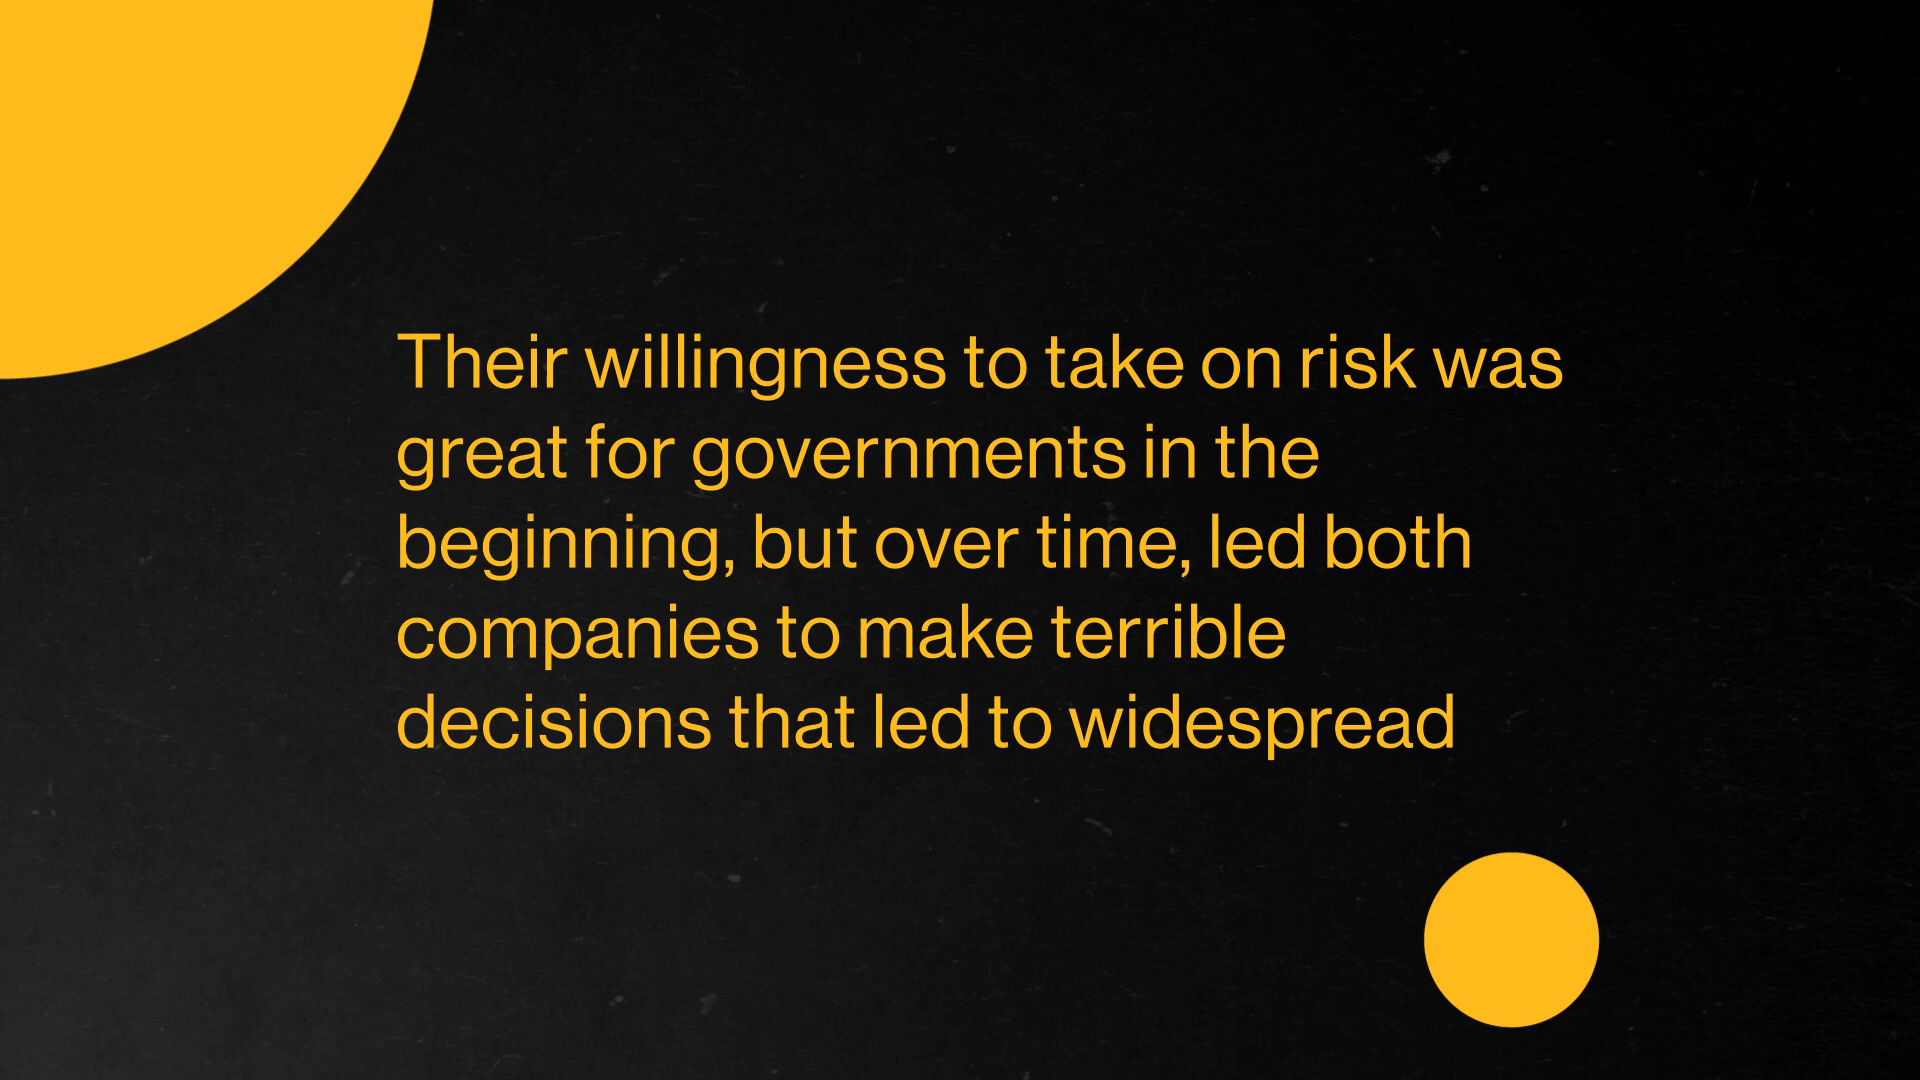 Their willingness to take on risk was
great for governments in the
beginning, but over time, led both
companies to make terrible
decisions that led to widespread